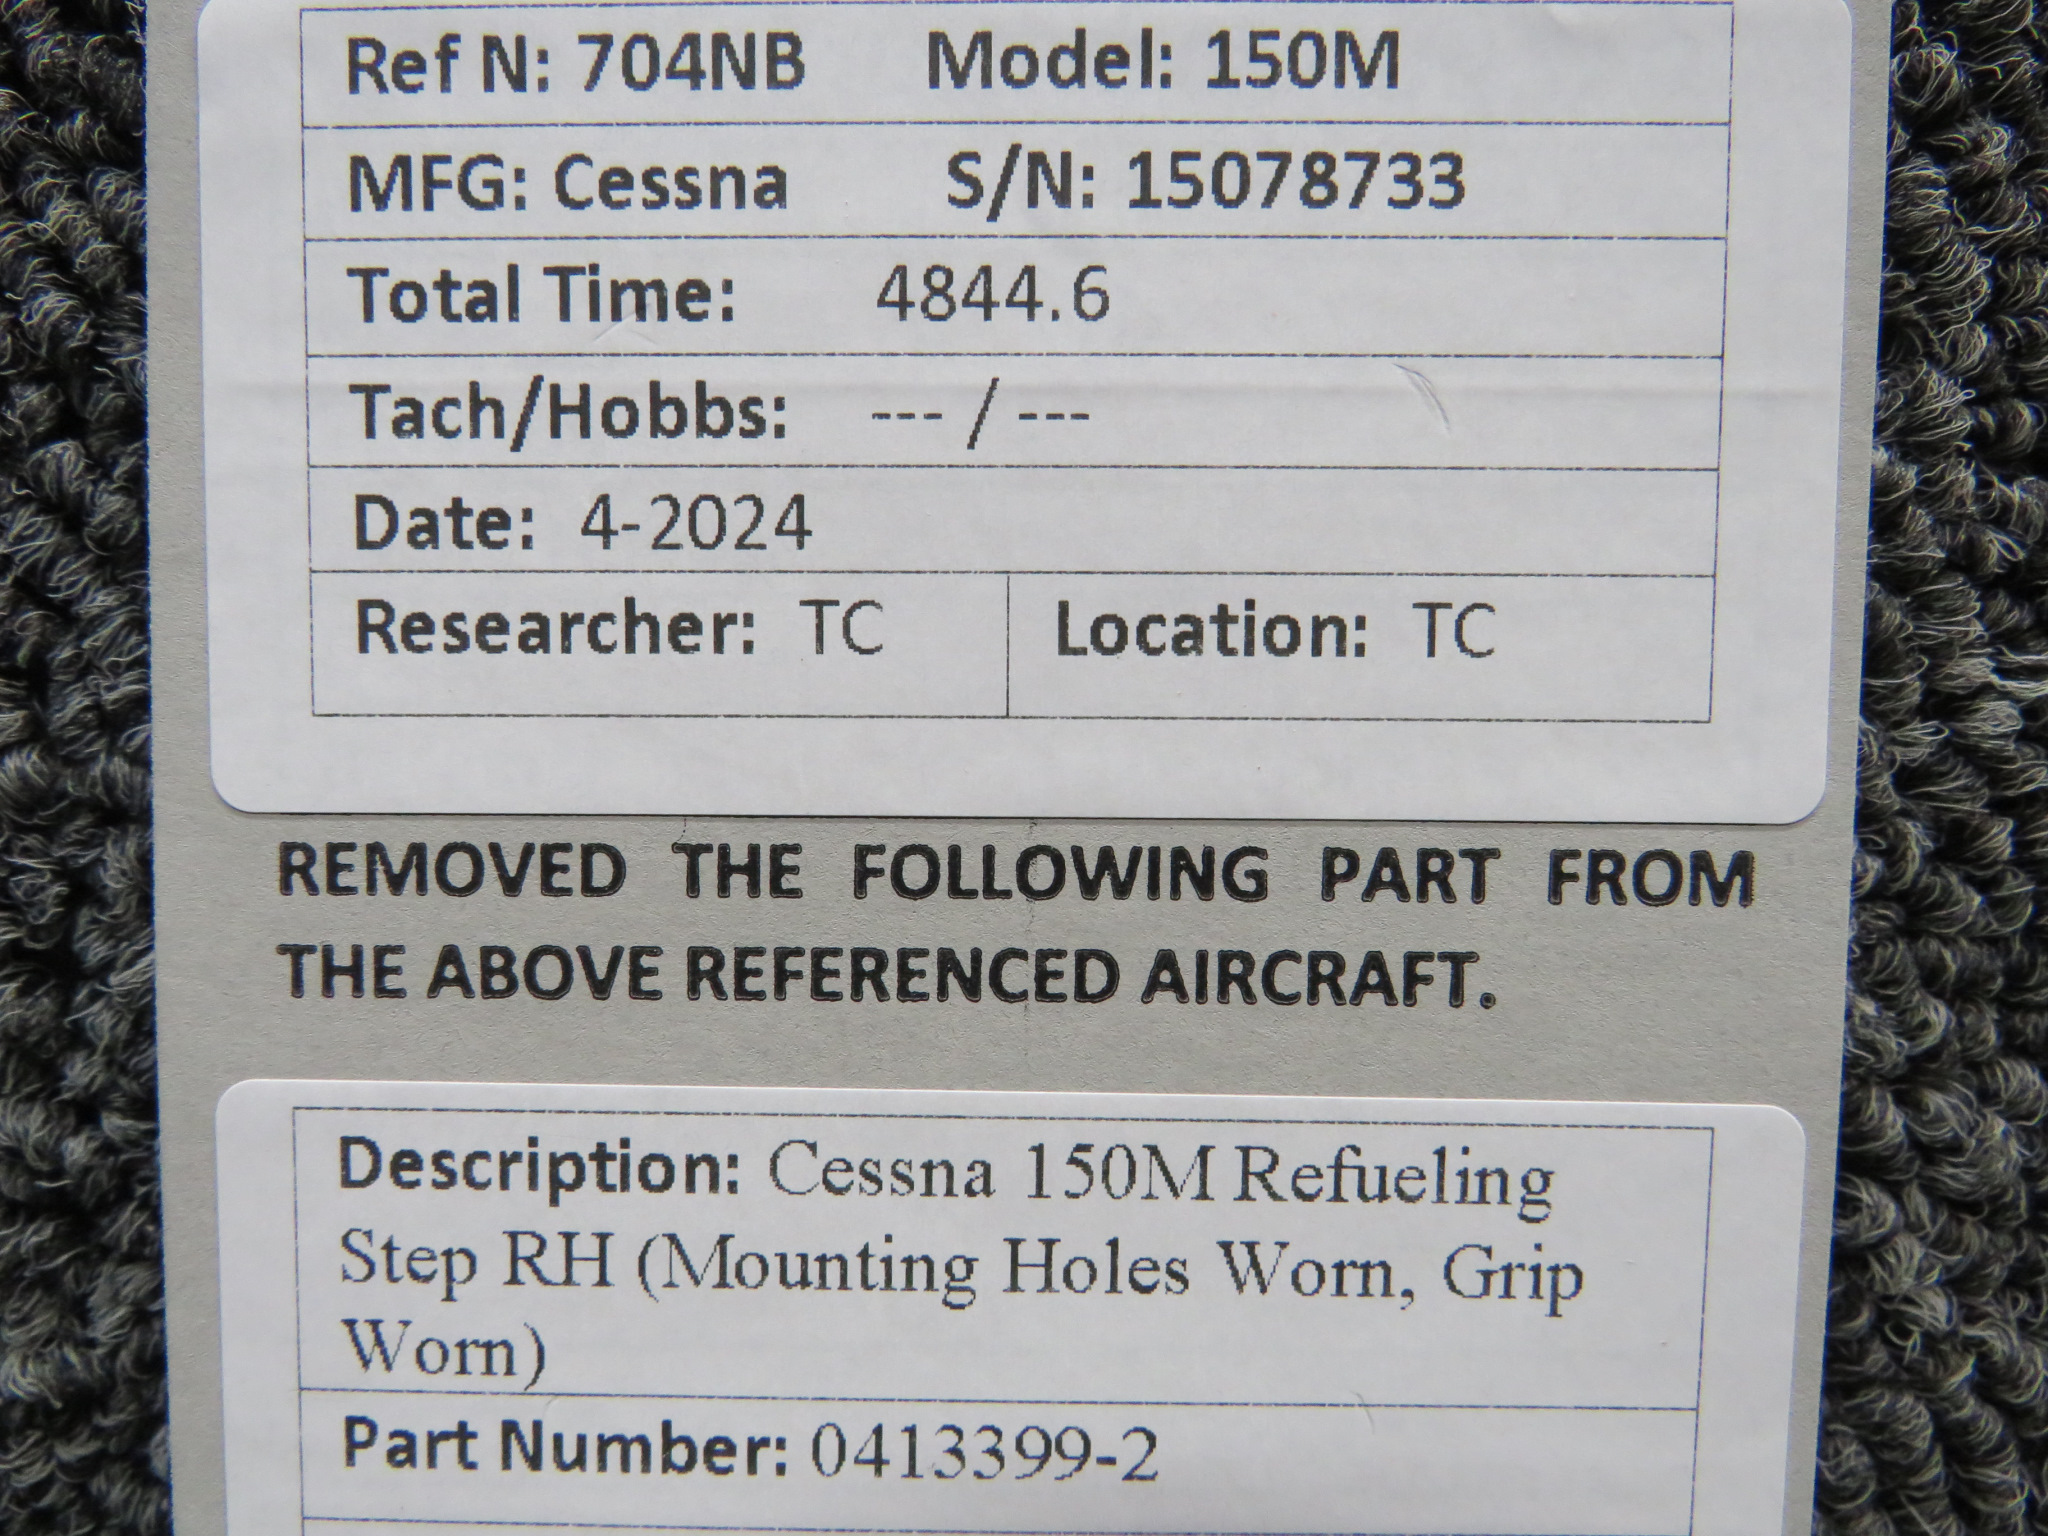 Ref N: 704NB Model: 150M
MFG: Cessna S/N: 15078733
Total Time: 4844.6
Tach/Hobbs: --- / ---
Date: 4-2024
Researcher: TC Location: TC
REMOVED THE FOLLOWING PART FROM
THE ABOVE REFERENCED AIRCRAFT.
Description: Cessna 150M Refueling
Step RH (Mounting Holes Worn, Grip
Worn)
Part Number: 0413399-2